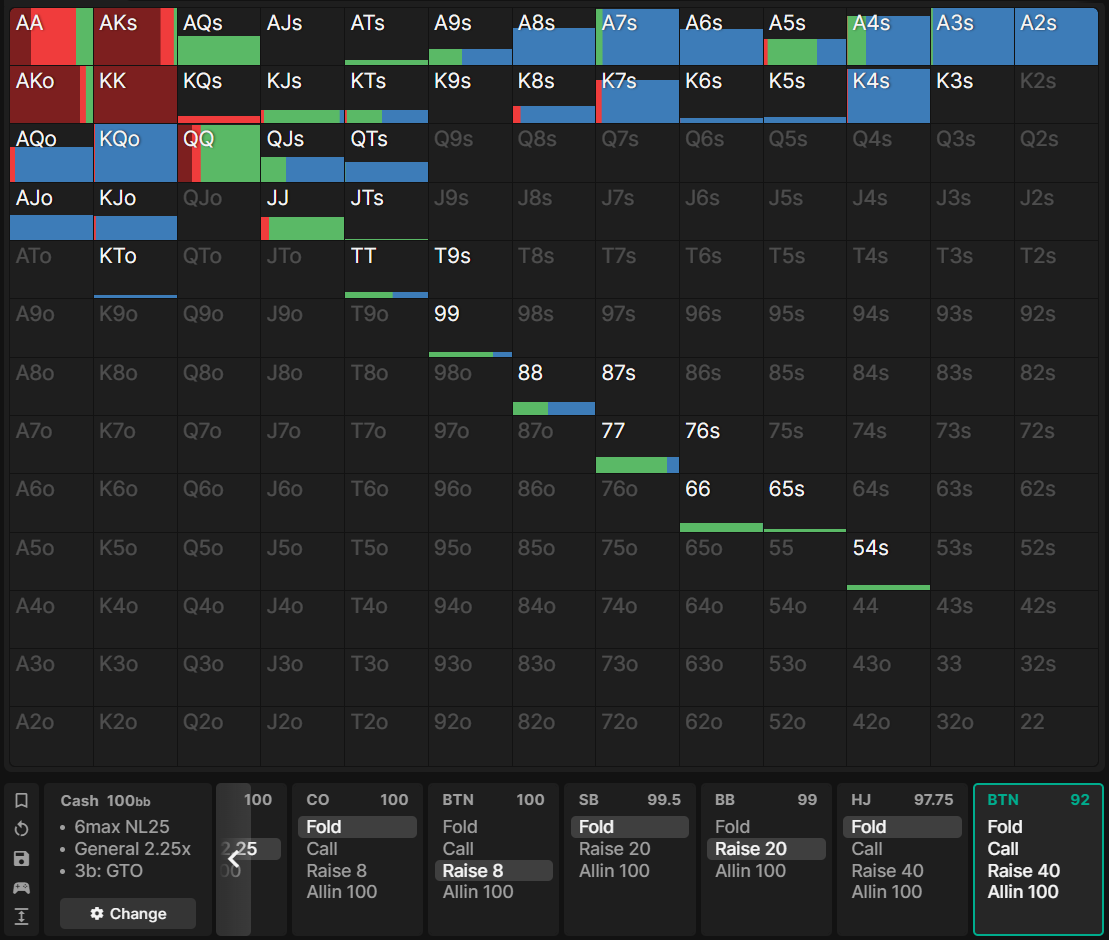 AA AKs AQs AJs ATs A9s A8s A7s A6s A5s A4s A3s A2s
AKo KK KQs KJs KTs K9s K8s K7s K6s K5s K4s K3s K2s
AQo KQo QQ QJs QTs Q9s Q8s Q7s Q6s Q5s Q4s Q3s Q2s
AJo KJo QJo JJ JTs J9s J8s J7s J6s J5s J4s J3s J2s
ATo KTo QTo JTo TT T9s T8s T7s T6s T5s T4s T3s T2s
A9o K9o Q9o J9o T9o 99 98s 97s 96s 95s 94s 93s 92s
A8o K8o Q8o J8o T8o 98o 88 87s 86s 85s 84s 83s 82s
A7o K7o Q7o J7o T7o 97o 87o 77 76s 75s 74s 73s 72s
A6o K6o Q6o J6o T6o 96o 86o 76o 66 65s 64s 63s 62s
A5o K5o Q5o J5o T5o 95o 85o 75o 65o 55 54s 53s 52s
A4o K4o Q4o J4o T4o 94o 84o 74o 64o 54o 44 43s 42s
A3o K3o Q3o J3o T3o 93o 83o 73o 63o 53o 43o 33 32s
A2o K2o Q2o J2o T2o 92o 82o 72o 62o 52o 42o 32o 22
Cash 100bb
• 6max NL25
• General 2.25x
• 3b: GTO
Change
100
2.25
00
CO 100
Fold
Call
Raise 8
Allin 100
BTN 100
Fold
Call
Raise 8
Allin 100
SB 99.5
Fold
Raise 20
Allin 100
BB 99
Fold
Raise 20
Allin 100
HJ 97.75
Fold
Call
Raise 40
Allin 100
BTN 92
Fold
Call
Raise 40
Allin 100